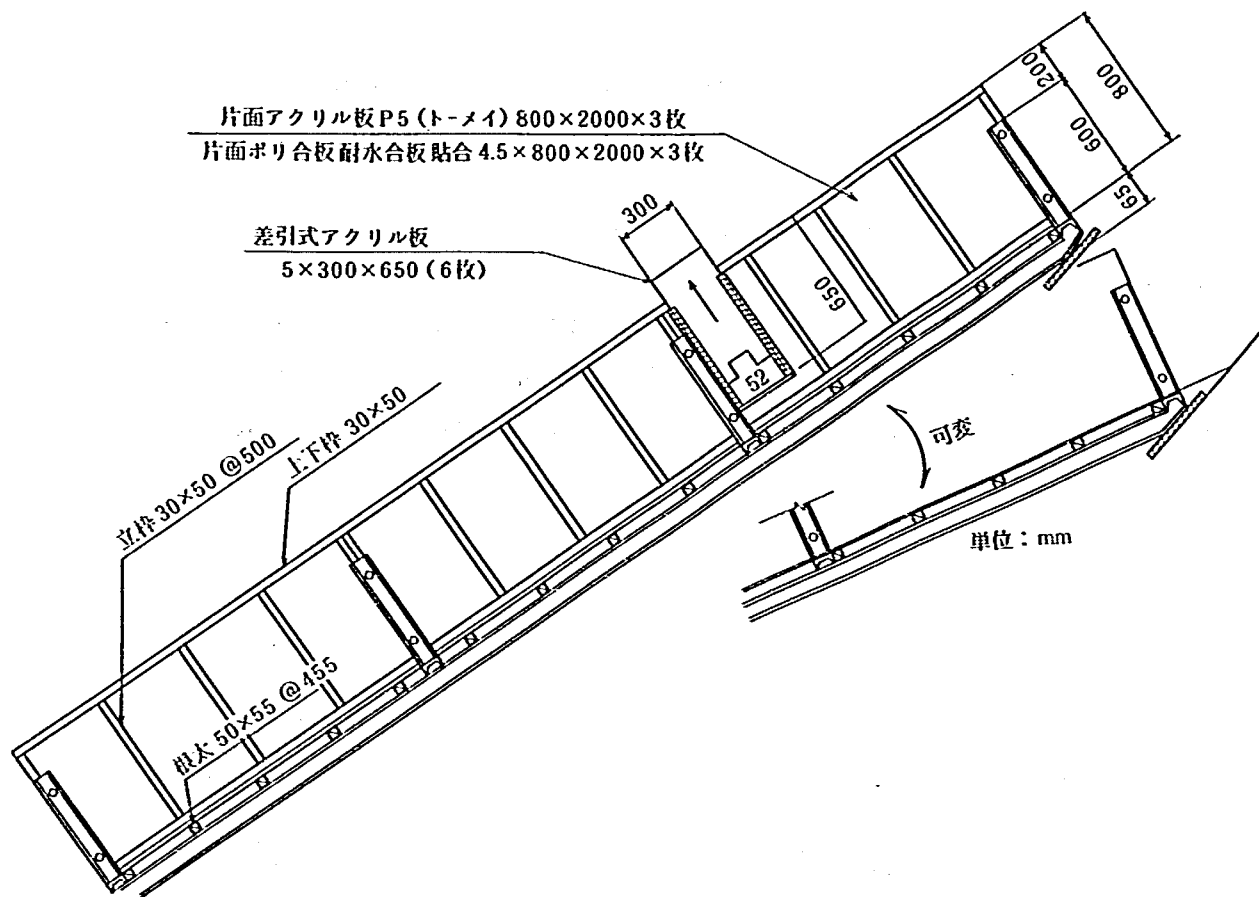 片面アクリル板 P5 (トーメイ) 800×2000×3枚
片面ポリ合板 耐水合板 貼合 4.5×800×2000×3枚
差引式アクリル板
5×300×650 (6枚)
300
200
800
600
65
650
52
上下枠 30×50
立枠 30×50 @500
根太 50×55 @455
可変
単位：mm